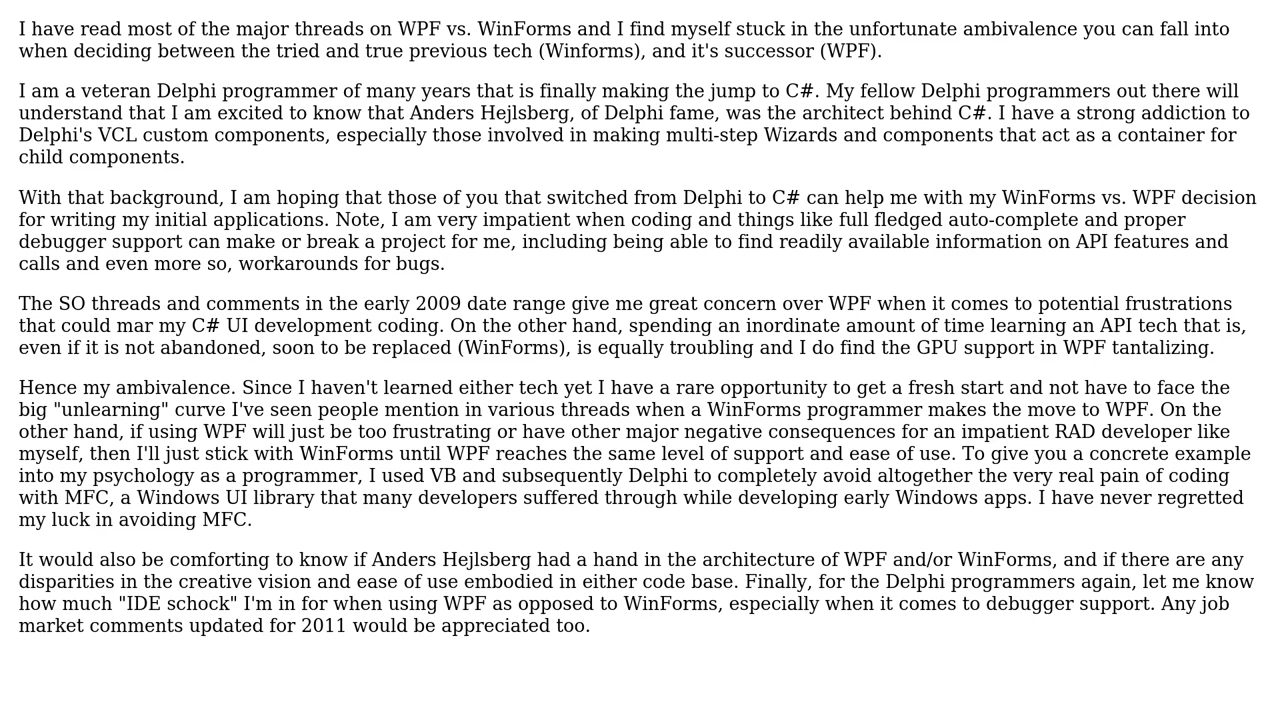 I have read most of the major threads on WPF vs. WinForms and I find myself stuck in the unfortunate ambivalence you can fall into
when deciding between the tried and true previous tech (Winforms), and it's successor (WPF).
I am a veteran Delphi programmer of many years that is finally making the jump to C#. My fellow Delphi programmers out there will
understand that I am excited to know that Anders Hejlsberg, of Delphi fame, was the architect behind C#. I have a strong addiction to
Delphi's VCL custom components, especially those involved in making multi-step Wizards and components that act as a container for
child components.
With that background, I am hoping that those of you that switched from Delphi to C# can help me with my WinForms vs. WPF decision
for writing my initial applications. Note, I am very impatient when coding and things like full fledged auto-complete and proper
debugger support can make or break a project for me, including being able to find readily available information on API features and
calls and even more so, workarounds for bugs.
The SO threads and comments in the early 2009 date range give me great concern over WPF when it comes to potential frustrations
that could mar my C# UI development coding. On the other hand, spending an inordinate amount of time learning an API tech that is,
even if it is not abandoned, soon to be replaced (WinForms), is equally troubling and I do find the GPU support in WPF tantalizing.
Hence my ambivalence. Since I haven't learned either tech yet I have a rare opportunity to get a fresh start and not have to face the
big "unlearning" curve I've seen people mention in various threads when a WinForms programmer makes the move to WPF. On the
other hand, if using WPF will just be too frustrating or have other major negative consequences for an impatient RAD developer like
myself, then I'll just stick with WinForms until WPF reaches the same level of support and ease of use. To give you a concrete example
into my psychology as a programmer, I used VB and subsequently Delphi to completely avoid altogether the very real pain of coding
with MFC, a Windows UI library that many developers suffered through while developing early Windows apps. I have never regretted
my luck in avoiding MFC.
It would also be comforting to know if Anders Hejlsberg had a hand in the architecture of WPF and/or WinForms, and if there are any
disparities in the creative vision and ease of use embodied in either code base. Finally, for the Delphi programmers again, let me know
how much "IDE schock" I'm in for when using WPF as opposed to WinForms, especially when it comes to debugger support. Any job
market comments updated for 2011 would be appreciated too.